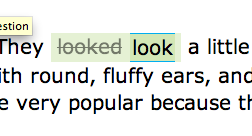 estion
They looked look a little
ith round, fluffy ears, and
e very popular because th